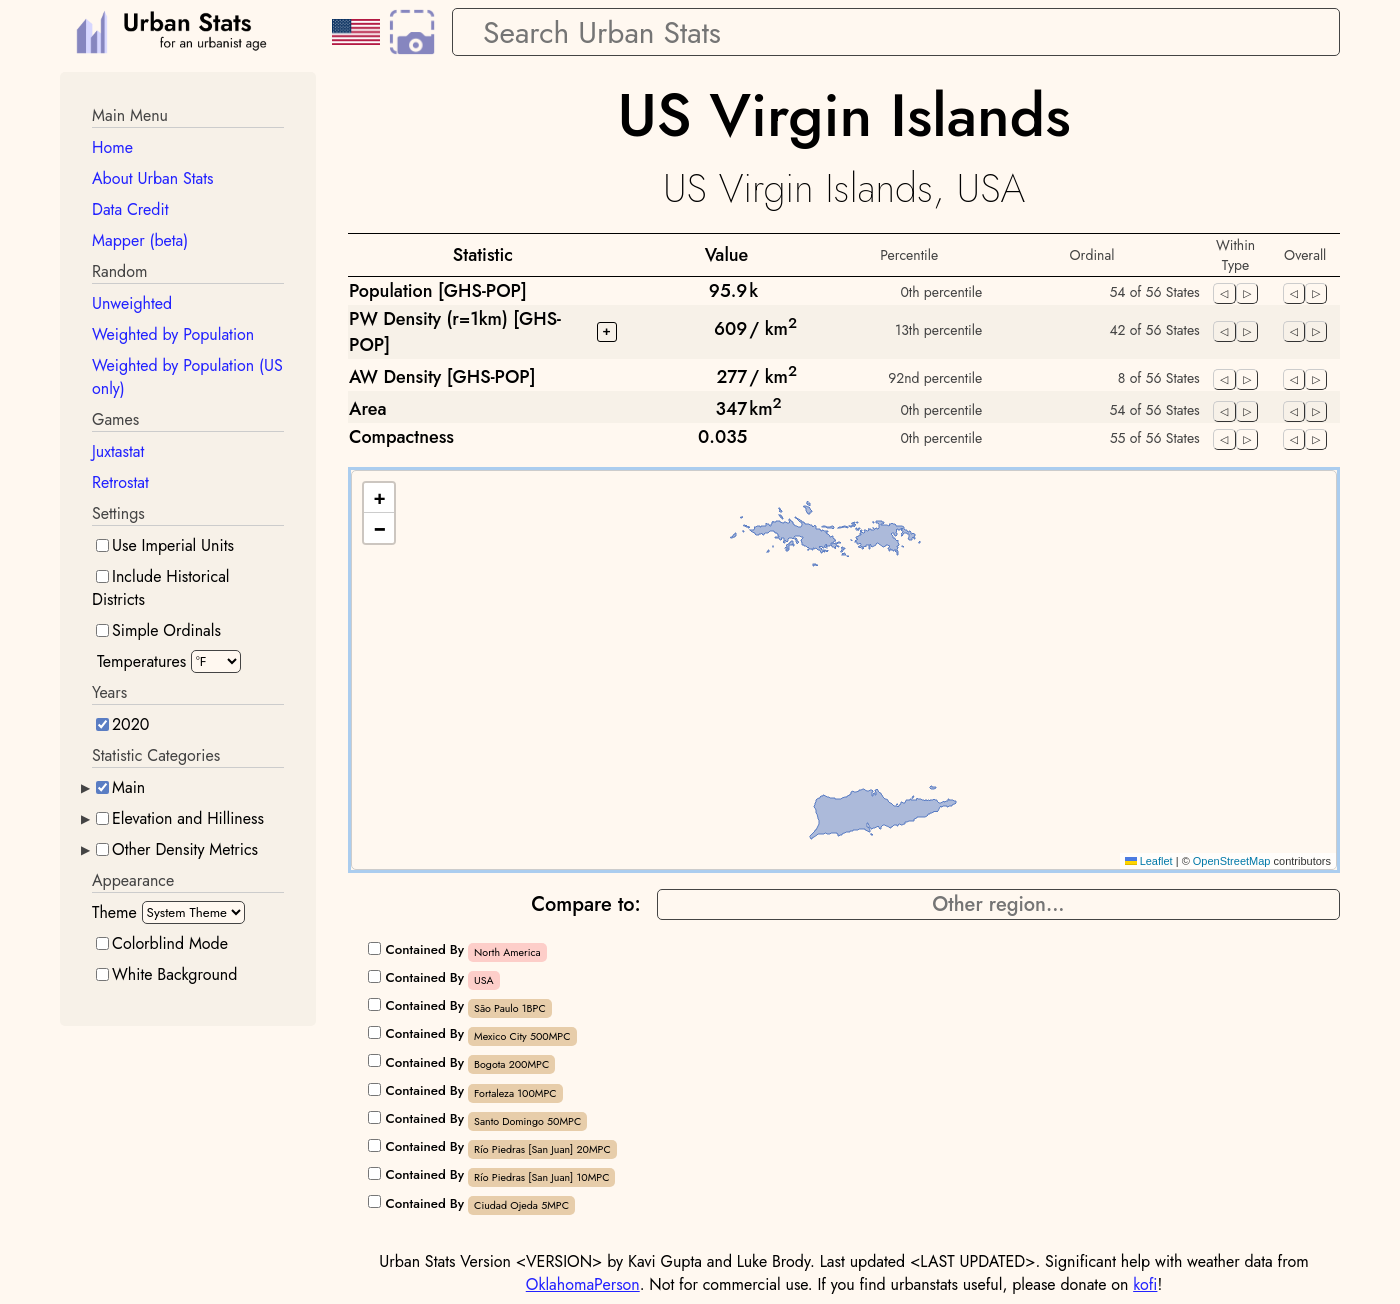 Urban Stats
for an urbanist age
Search Urban Stats
Main Menu
Home
About Urban Stats
Data Credit
Mapper (beta)
Random
Unweighted
Weighted by Population
Weighted by Population (US
only)
Games
Juxtastat
Retrostat
Settings
Use Imperial Units
Include Historical
Districts
Simple Ordinals
Temperatures °F
Years
2020
Statistic Categories
Main
Elevation and Hilliness
Other Density Metrics
Appearance
Theme System Theme
Colorblind Mode
White Background
US Virgin Islands
US Virgin Islands, USA
Statistic Value Percentile Ordinal Within Type Overall
Population [GHS-POP] 95.9 k 0th percentile 54 of 56 States ◁ ▷ ◁ ▷
PW Density (r=1km) [GHS-
POP] + 609 / km² 13th percentile 42 of 56 States ◁ ▷ ◁ ▷
AW Density [GHS-POP] 277 / km² 92nd percentile 8 of 56 States ◁ ▷ ◁ ▷
Area 347 km² 0th percentile 54 of 56 States ◁ ▷ ◁ ▷
Compactness 0.035 0th percentile 55 of 56 States ◁ ▷ ◁ ▷
+
−
Leaflet | © OpenStreetMap contributors
Compare to: Other region...
Contained By North America
Contained By USA
Contained By São Paulo 1BPC
Contained By Mexico City 500MPC
Contained By Bogota 200MPC
Contained By Fortaleza 100MPC
Contained By Santo Domingo 50MPC
Contained By Río Piedras [San Juan] 20MPC
Contained By Río Piedras [San Juan] 10MPC
Contained By Ciudad Ojeda 5MPC
Urban Stats Version <VERSION> by Kavi Gupta and Luke Brody. Last updated <LAST UPDATED>. Significant help with weather data from
OklahomaPerson. Not for commercial use. If you find urbanstats useful, please donate on kofi!